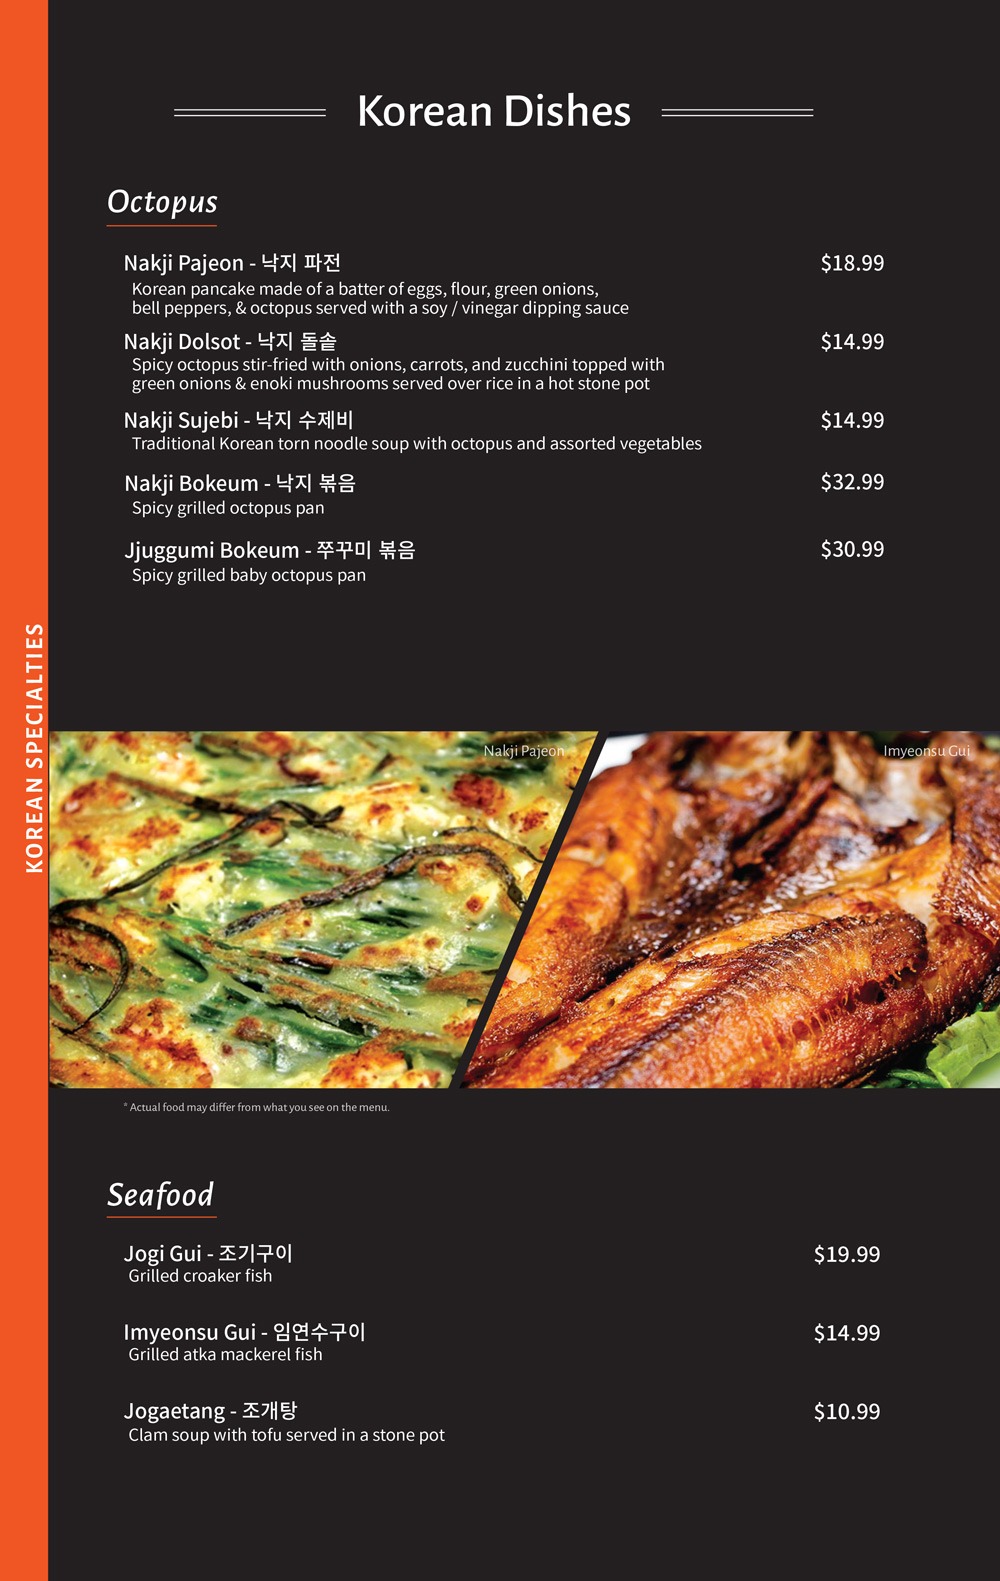 Korean Dishes
Octopus
Nakji Pajeon - 낙지 파전 $18.99
Korean pancake made of a batter of eggs, flour, green onions,
bell peppers, & octopus served with a soy / vinegar dipping sauce
Nakji Dolsot - 낙지 돌솥 $14.99
Spicy octopus stir-fried with onions, carrots, and zucchini topped with
green onions & enoki mushrooms served over rice in a hot stone pot
Nakji Sujebi - 낙지 수제비 $14.99
Traditional Korean torn noodle soup with octopus and assorted vegetables
Nakji Bokeum - 낙지 볶음 $32.99
Spicy grilled octopus pan
Jjuggumi Bokeum - 쭈꾸미 볶음 $30.99
Spicy grilled baby octopus pan
KOREAN SPECIALTIES
Nakji Pajeon
Imyeonsu Gui
* Actual food may differ from what you see on the menu.
Seafood
Jogi Gui - 조기구이 $19.99
Grilled croaker fish
Imyeonsu Gui - 임연수구이 $14.99
Grilled atka mackerel fish
Jogaetang - 조개탕 $10.99
Clam soup with tofu served in a stone pot